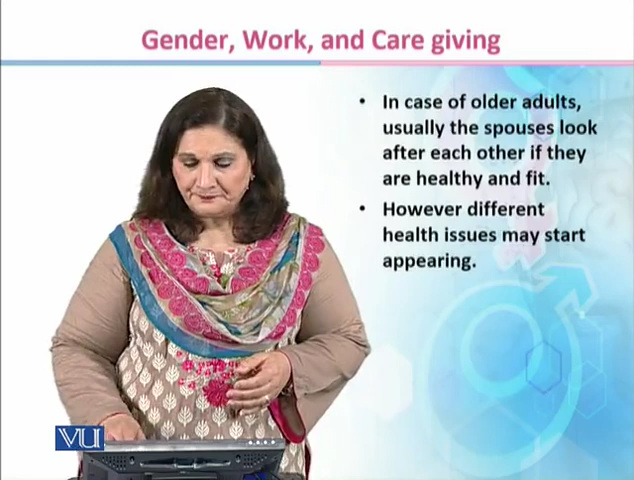 Gender, Work, and Care giving
• In case of older adults,
usually the spouses look
after each other if they
are healthy and fit.
• However different
health issues may start
appearing.
VU